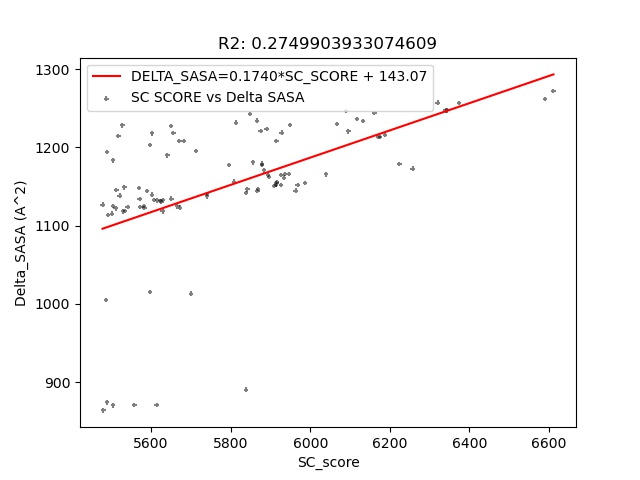 R2: 0.2749903933074609
DELTA_SASA=0.1740*SC_SCORE + 143.07
SC SCORE vs Delta SASA
Delta_SASA (A^2)
1300
1200
1100
1000
900
5600 5800 6000 6200 6400 6600
SC_score